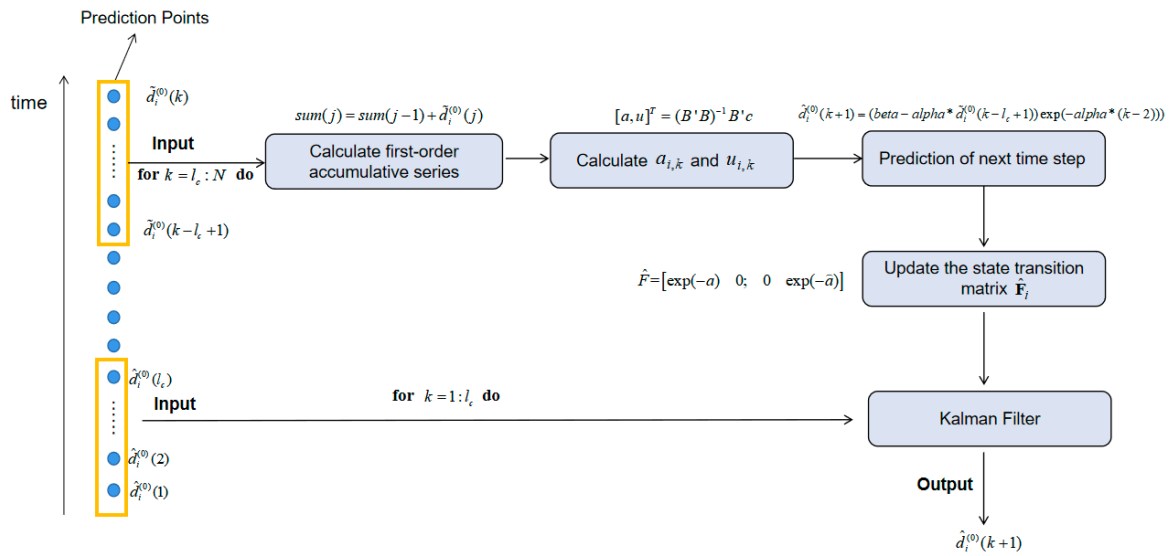 Prediction Points
time
d̃ᵢ⁽⁰⁾(k)
Input
for k = l_c : N do
d̃ᵢ⁽⁰⁾(k−l_c+1)
sum(j) = sum(j−1) + d̃ᵢ⁽⁰⁾(j)
Calculate first-order
accumulative series
[a,u]ᵀ = (B'B)⁻¹B'c
Calculate a_{i,k} and u_{i,k}
d̂ᵢ⁽⁰⁾(k+1) = (beta−alpha* d̃ᵢ⁽⁰⁾(k−l_c+1))exp(−alpha*(k−2)))
Prediction of next time step
F̂=[exp(−a) 0; 0 exp(−ā)]
Update the state transition
matrix F̂ᵢ
d̂ᵢ⁽⁰⁾(l_c)
Input
for k = 1 : l_c do
Kalman Filter
d̂ᵢ⁽⁰⁾(2)
d̂ᵢ⁽⁰⁾(1)
Output
d̂ᵢ⁽⁰⁾(k+1)